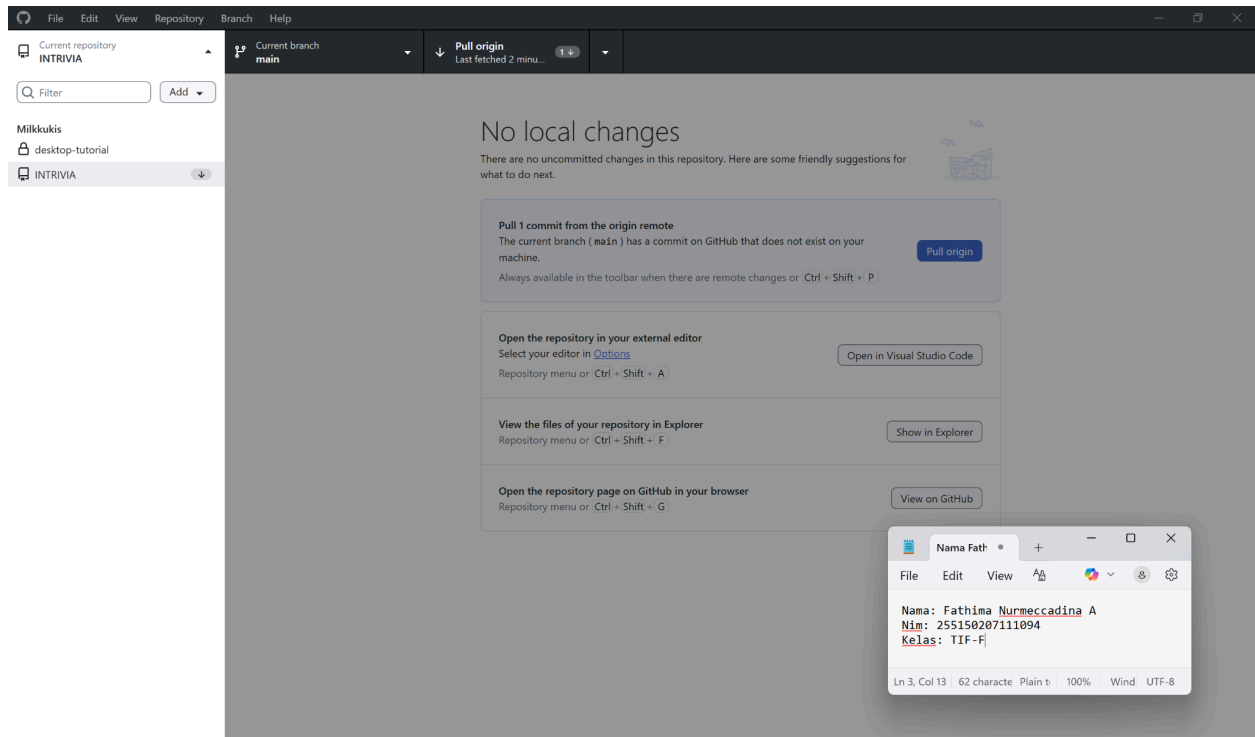 File Edit View Repository Branch Help
Current repository
INTRIVIA
Current branch
main
Pull origin
Last fetched 2 minu...
1
Filter
Add
Milkkukis
desktop-tutorial
INTRIVIA
No local changes
There are no uncommitted changes in this repository. Here are some friendly suggestions for
what to do next.
Pull 1 commit from the origin remote
The current branch ( main ) has a commit on GitHub that does not exist on your
machine.
Always available in the toolbar when there are remote changes or Ctrl + Shift + P
Pull origin
Open the repository in your external editor
Select your editor in Options
Repository menu or Ctrl + Shift + A
Open in Visual Studio Code
View the files of your repository in Explorer
Repository menu or Ctrl + Shift + F
Show in Explorer
Open the repository page on GitHub in your browser
Repository menu or Ctrl + Shift + G
View on GitHub
Nama Fath
File Edit View
Nama: Fathima Nurmeccadina A
Nim: 255150207111094
Kelas: TIF-F
Ln 3, Col 13 62 characte Plain t 100% Wind UTF-8